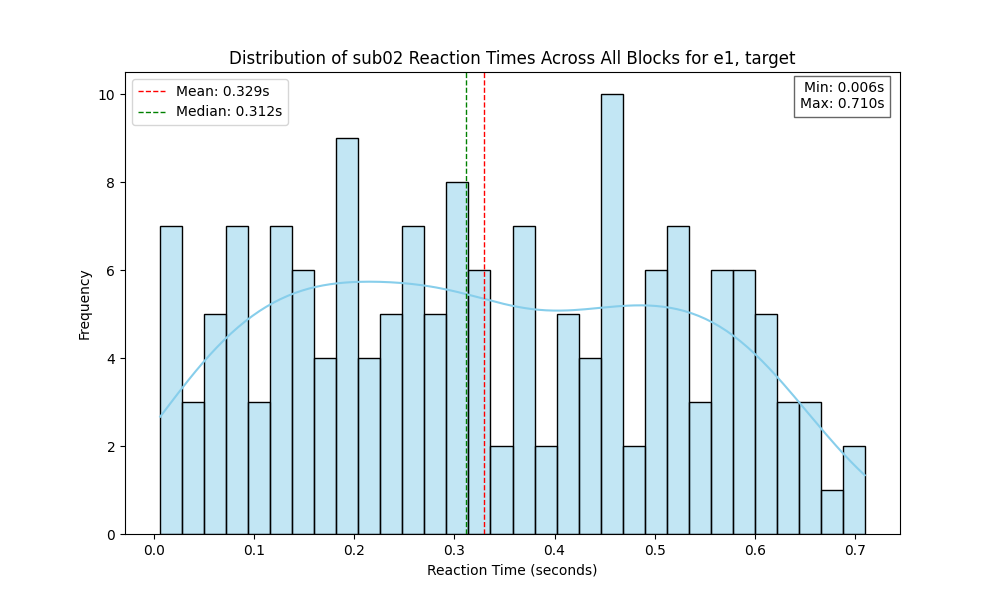 Distribution of sub02 Reaction Times Across All Blocks for e1, target
Mean: 0.329s
Median: 0.312s
Min: 0.006s
Max: 0.710s
Frequency
10
8
6
4
2
0
0.0 0.1 0.2 0.3 0.4 0.5 0.6 0.7
Reaction Time (seconds)